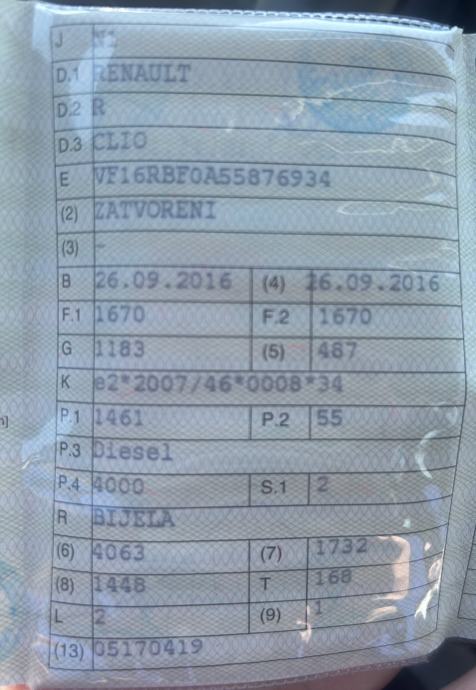 J N1
D.1 RENAULT
D.2 R
D.3 CLIO
E VF16RBF0A55876934
(2) ZATVORENI
(3) -
B 26.09.2016 (4) 26.09.2016
F.1 1670 F.2 1670
G 1183 (5) 487
K e2*2007/46*0008*34
P.1 1461 P.2 55
P.3 Diesel
P.4 4000 S.1 2
R BIJELA
(6) 4063 (7) 1732
(8) 1448 T 168
L 2 (9) 1
(13) 05170419